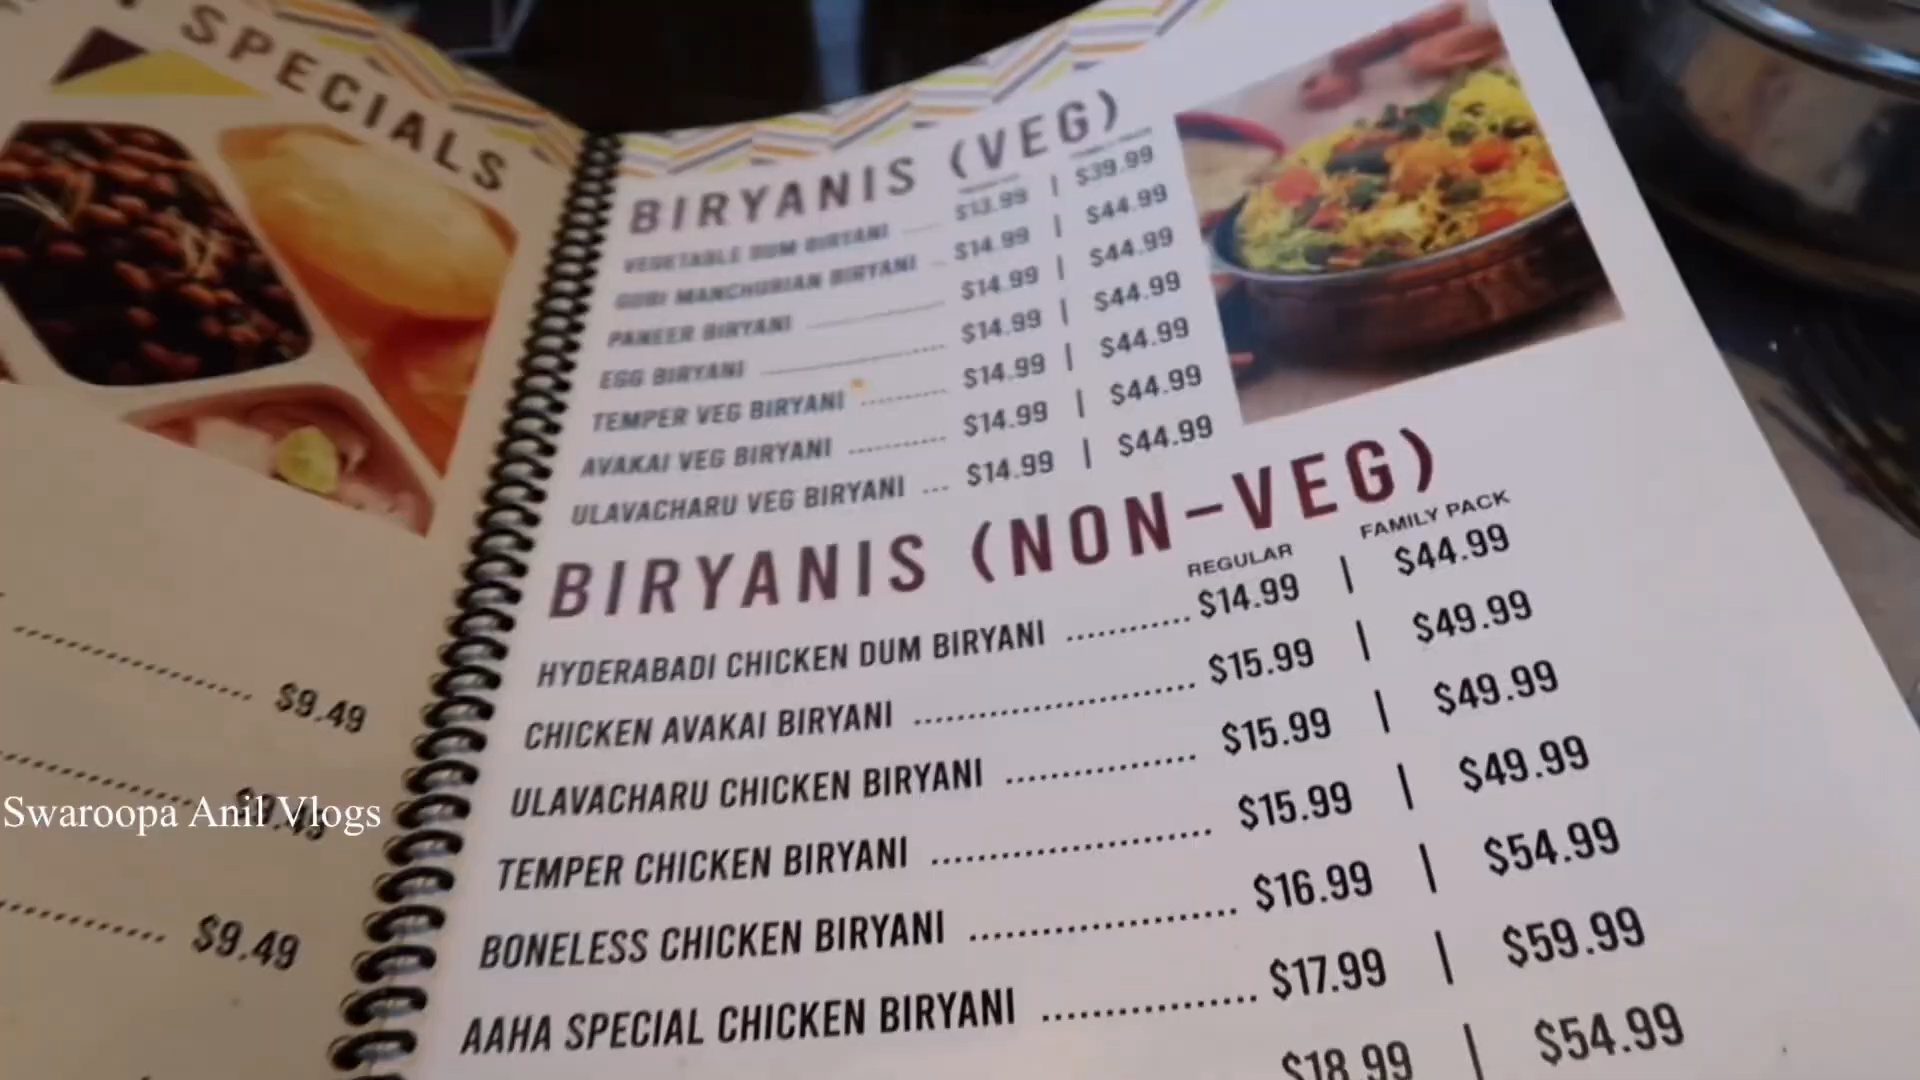 SPECIALS
$9.49
$9.49
$9.49
Swaroopa Anil Vlogs
BIRYANIS (VEG)
VEGETABLE DUM BIRYANI ..... $13.99 | $39.99
GOBI MANCHURIAN BIRYANI .. $14.99 | $44.99
PANEER BIRYANI .................... $14.99 | $44.99
EGG BIRYANI .......................... $14.99 | $44.99
TEMPER VEG BIRYANI ............ $14.99 | $44.99
AVAKAI VEG BIRYANI ............. $14.99 | $44.99
ULAVACHARU VEG BIRYANI ... $14.99 | $44.99
BIRYANIS (NON-VEG)
REGULAR FAMILY PACK
HYDERABADI CHICKEN DUM BIRYANI ............ $14.99 | $44.99
CHICKEN AVAKAI BIRYANI ........................... $15.99 | $49.99
ULAVACHARU CHICKEN BIRYANI .................. $15.99 | $49.99
TEMPER CHICKEN BIRYANI ......................... $15.99 | $49.99
BONELESS CHICKEN BIRYANI ........................ $16.99 | $54.99
AAHA SPECIAL CHICKEN BIRYANI ................... $17.99 | $59.99
$18.99 | $54.99